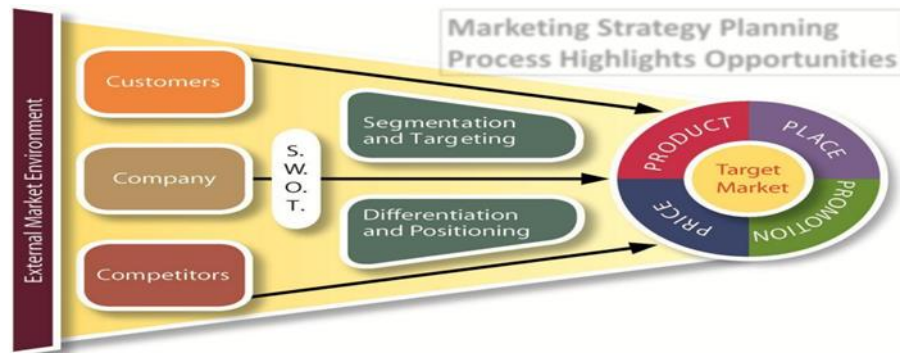 Marketing Strategy Planning
Process Highlights Opportunities
External Market Environment
Customers
Company
Competitors
S.
W.
O.
T.
Segmentation
and Targeting
Differentiation
and Positioning
PRODUCT
PLACE
PRICE
PROMOTION
Target
Market